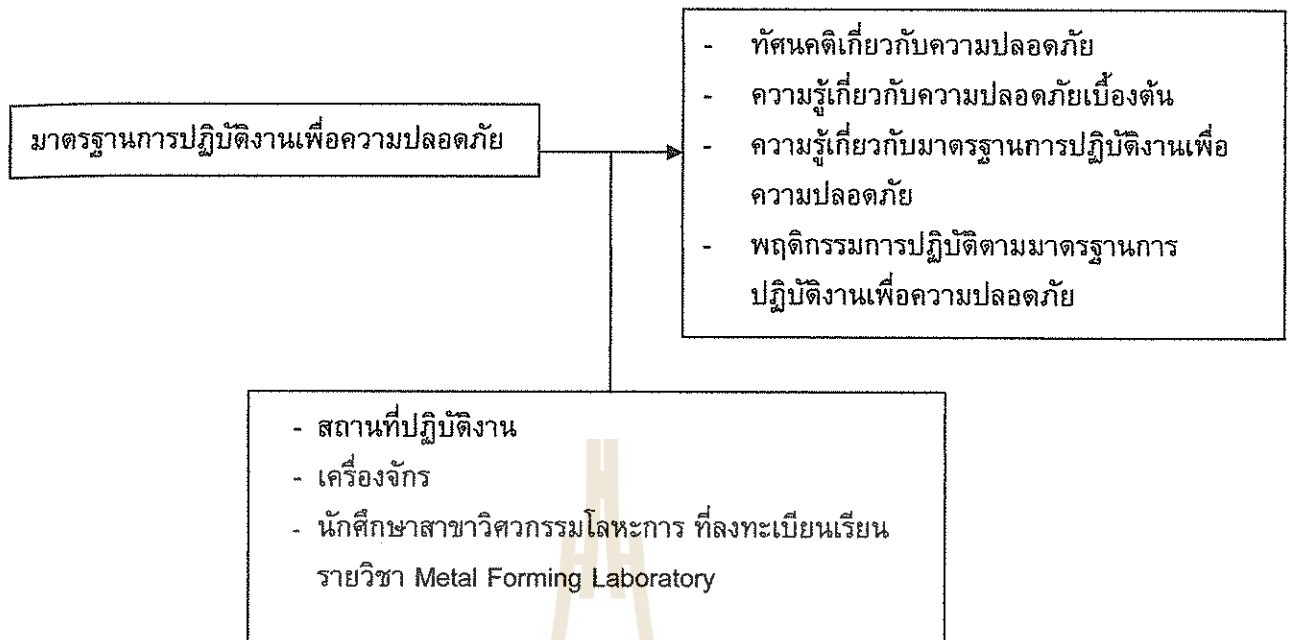 มาตรฐานการปฏิบัติงานเพื่อความปลอดภัย
- ทัศนคติเกี่ยวกับความปลอดภัย
- ความรู้เกี่ยวกับความปลอดภัยเบื้องต้น
- ความรู้เกี่ยวกับมาตรฐานการปฏิบัติงานเพื่อ
ความปลอดภัย
- พฤติกรรมการปฏิบัติตามมาตรฐานการ
ปฏิบัติงานเพื่อความปลอดภัย
- สถานที่ปฏิบัติงาน
- เครื่องจักร
- นักศึกษาสาขาวิศวกรรมโลหะการ ที่ลงทะเบียนเรียน
รายวิชา Metal Forming Laboratory